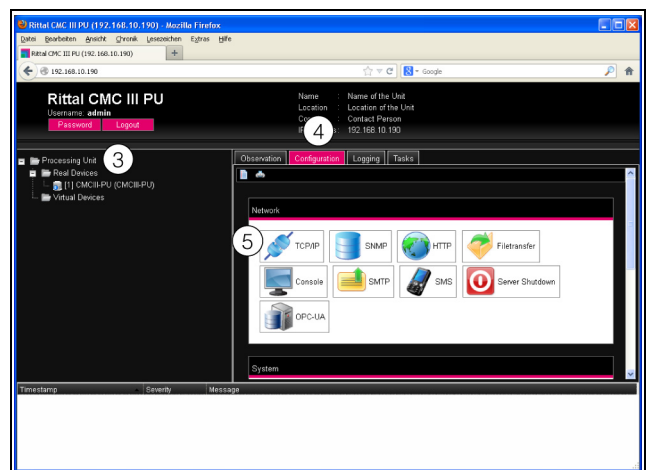 Rittal CMC III PU (192.168.10.190) - Mozilla Firefox
Datei Bearbeiten Ansicht Chronik Lesezeichen Extras Hilfe
Rittal CMC III PU (192.168.10.190) +
192.168.10.190 Google
Rittal CMC III PU
Username: admin
Password Logout
Name : Name of the Unit
Location : Location of the Unit
: Contact Person
: 192.168.10.190
4
3
Processing Unit
Real Devices
[1] CMCIII-PU (CMCIII-PU)
Virtual Devices
Observation Configuration Logging Tasks
Network
5
TCP/IP SNMP HTTP Filetransfer
Console SMTP SMS Server Shutdown
OPC-UA
System
Timestamp Severity Message